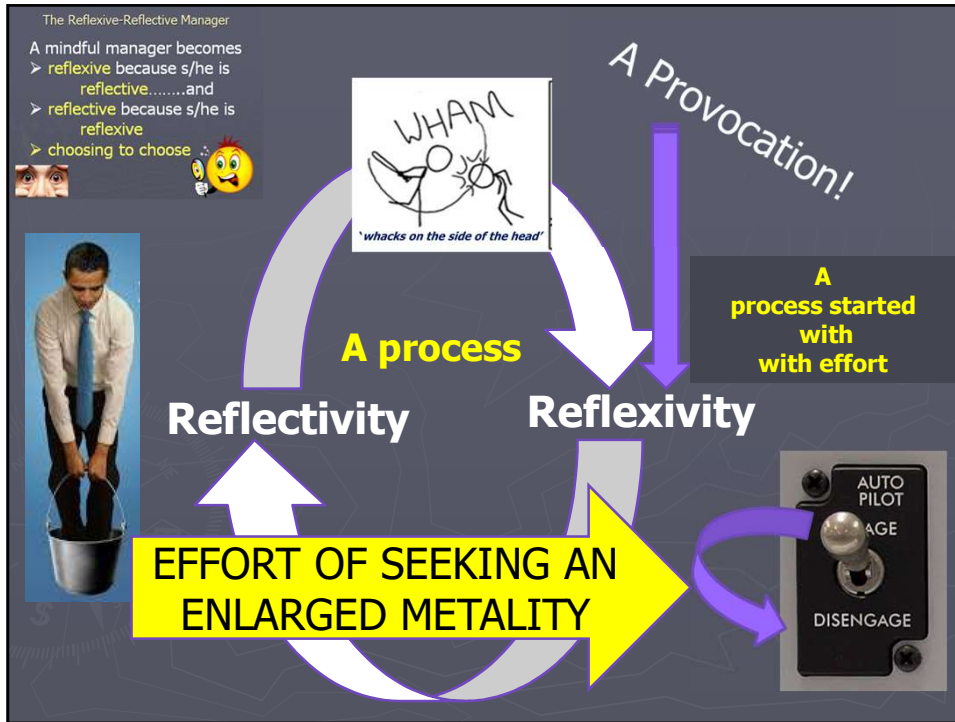 The Reflexive-Reflective Manager
A mindful manager becomes
➢ reflexive because s/he is
reflective……..and
➢ reflective because s/he is
reflexive
➢ choosing to choose
A Provocation!
WHAM
'whacks on the side of the head'
A
process started
with
with effort
A process
Reflectivity
Reflexivity
EFFORT OF SEEKING AN
ENLARGED METALITY
AUTO
PILOT
AGE
DISENGAGE